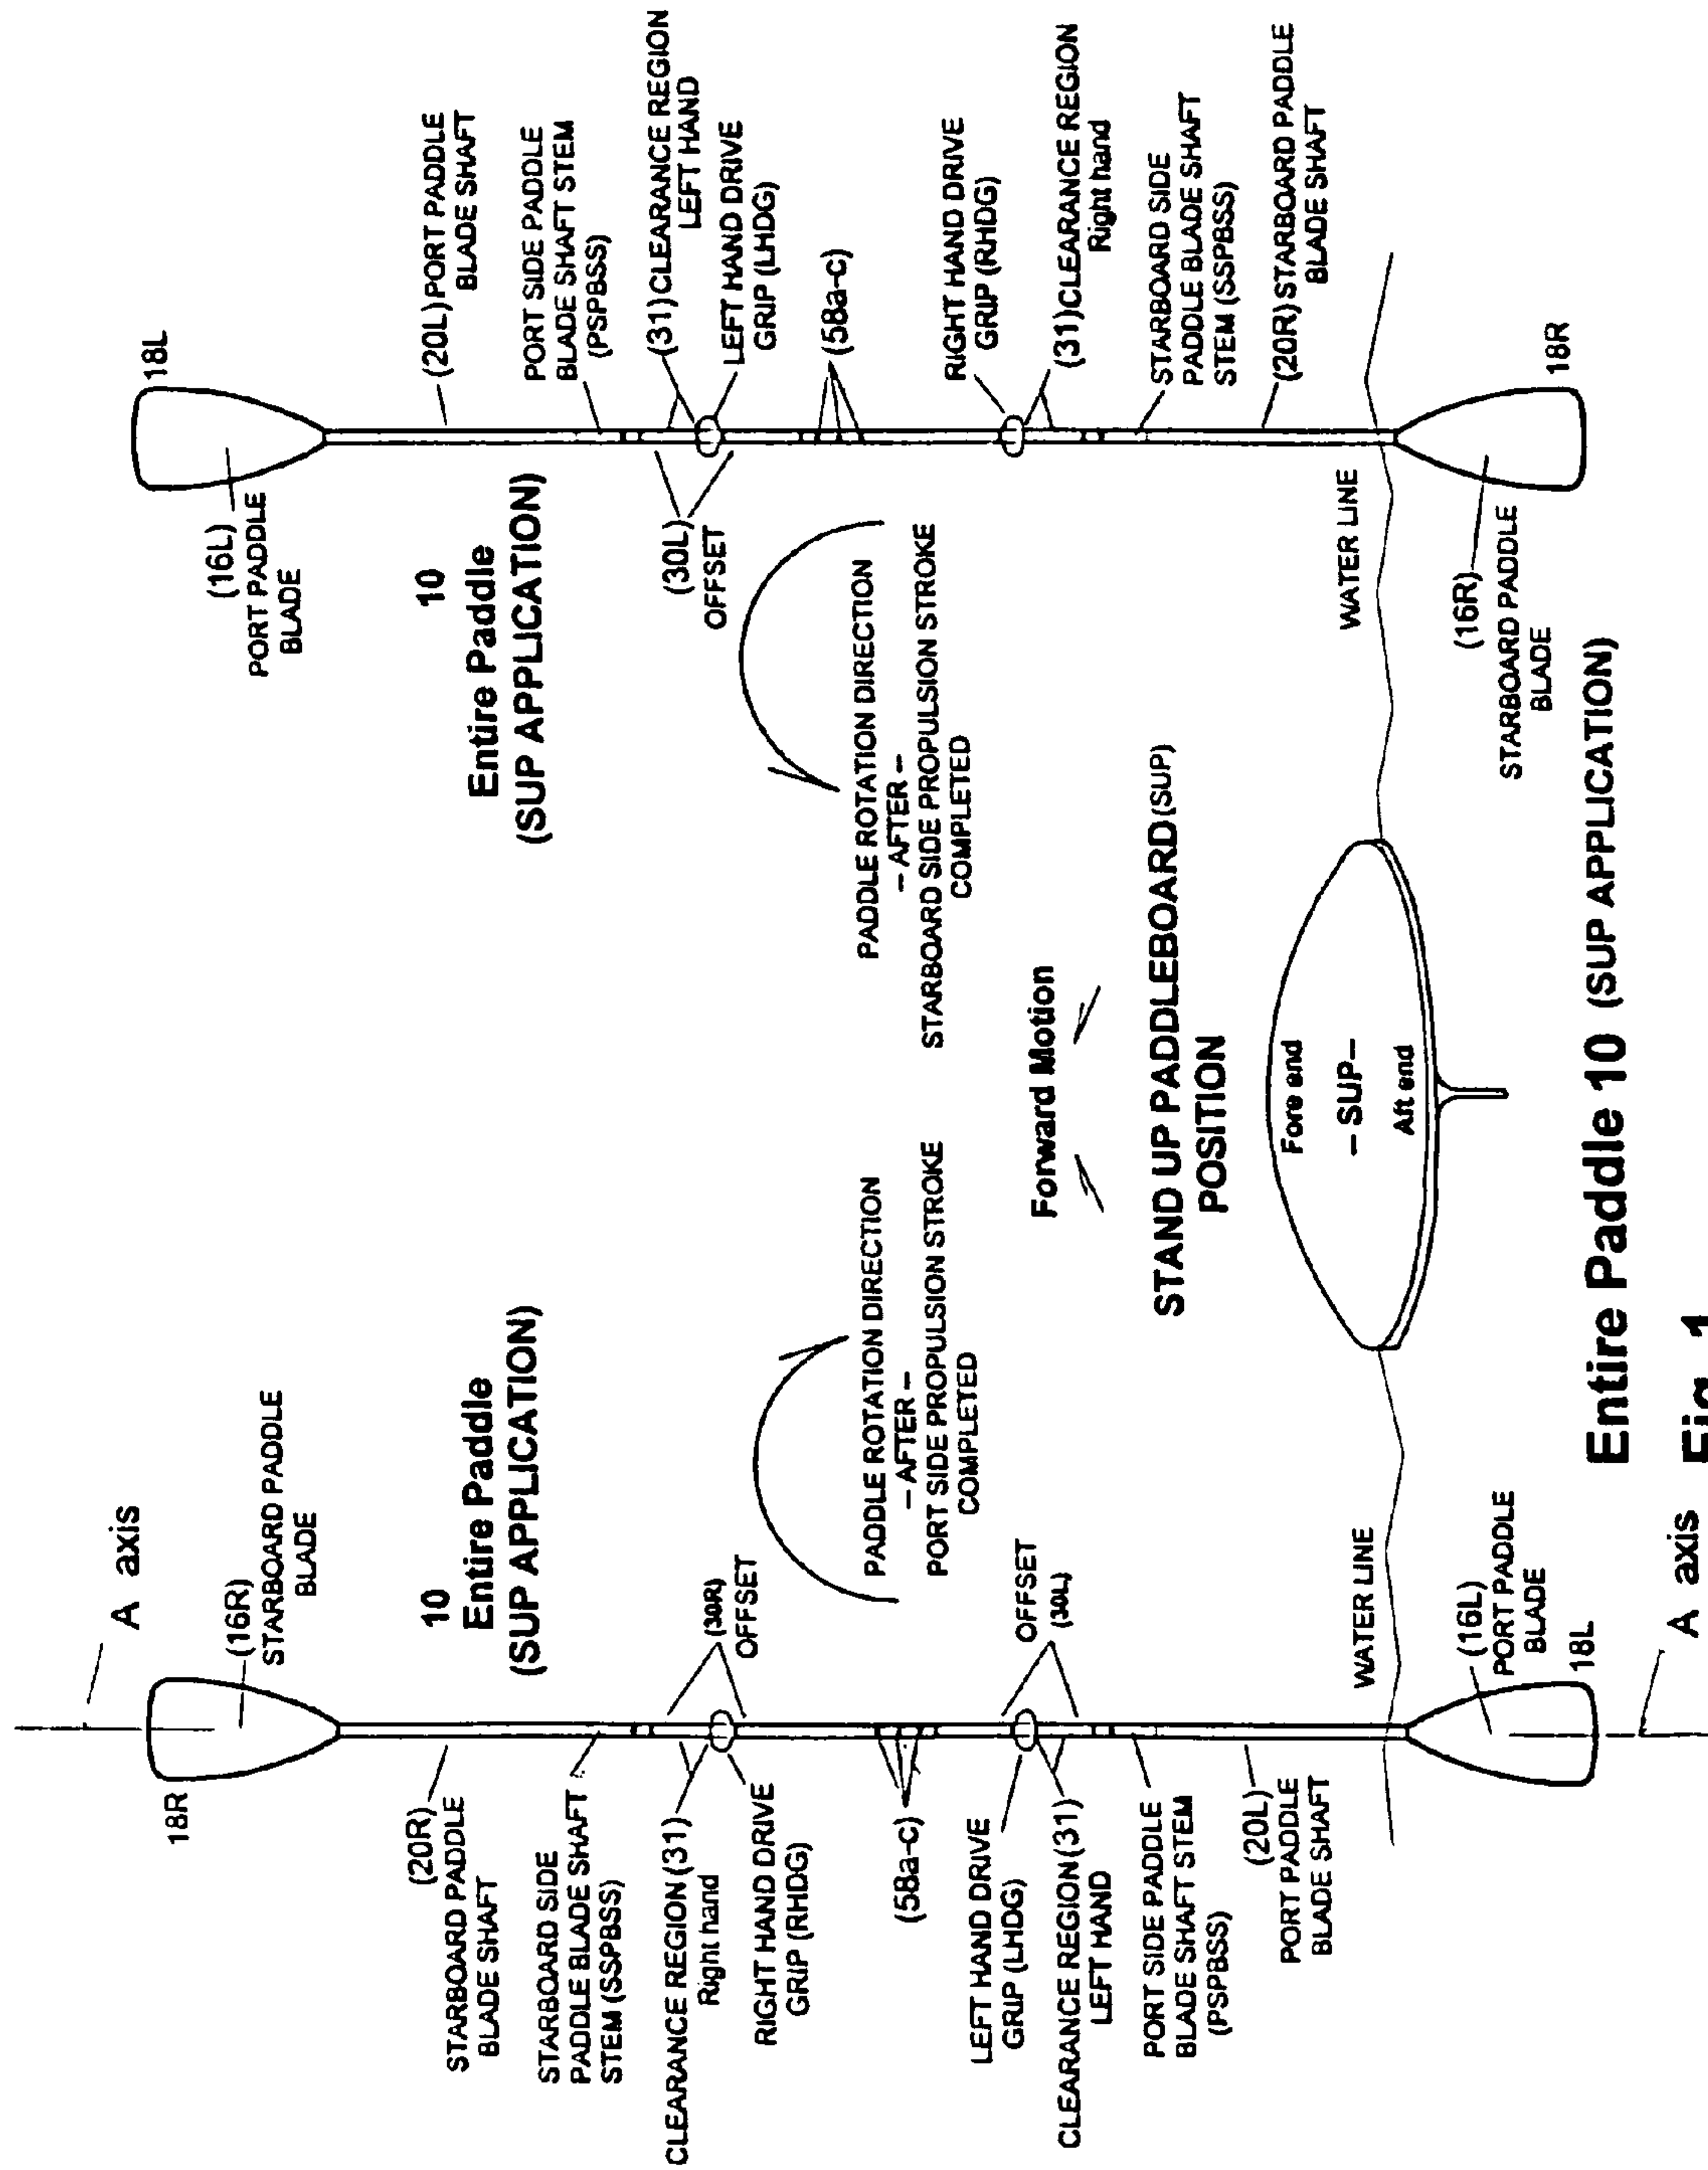 A axis
18R
(16R)
STARBOARD PADDLE
BLADE
(20R)
STARBOARD PADDLE
BLADE SHAFT
10
Entire Paddle
(SUP APPLICATION)
STARBOARD SIDE
PADDLE BLADE SHAFT
STEM (SSPBSS)
CLEARANCE REGION (31)
Right hand
(30R)
OFFSET
RIGHT HAND DRIVE
GRIP (RHDG)
(58a-c)
PADDLE ROTATION DIRECTION
– AFTER –
PORT SIDE PROPULSION STROKE
COMPLETED
LEFT HAND DRIVE
GRIP (LHDG)
OFFSET
(30L)
CLEARANCE REGION (31)
LEFT HAND
PORT SIDE PADDLE
BLADE SHAFT STEM
(PSPBSS)
(20L)
PORT PADDLE
BLADE SHAFT
WATER LINE
(16L)
PORT PADDLE
BLADE
18L
A axis
Forward Motion
STAND UP PADDLEBOARD (SUP)
POSITION
Fore end
– SUP –
Aft end
18L
(16L)
PORT PADDLE
BLADE
(20L) PORT PADDLE
BLADE SHAFT
10
Entire Paddle
(SUP APPLICATION)
PORT SIDE PADDLE
BLADE SHAFT STEM
(PSPBSS)
(31) CLEARANCE REGION
LEFT HAND
(30L)
OFFSET
LEFT HAND DRIVE
GRIP (LHDG)
(58a-c)
PADDLE ROTATION DIRECTION
– AFTER –
STARBOARD SIDE PROPULSION STROKE
COMPLETED
RIGHT HAND DRIVE
GRIP (RHDG)
(31) CLEARANCE REGION
Right hand
STARBOARD SIDE
PADDLE BLADE SHAFT
STEM (SSPBSS)
(20R) STARBOARD PADDLE
BLADE SHAFT
WATER LINE
(16R)
STARBOARD PADDLE
BLADE
18R
Entire Paddle 10 (SUP APPLICATION)
Fig. 1